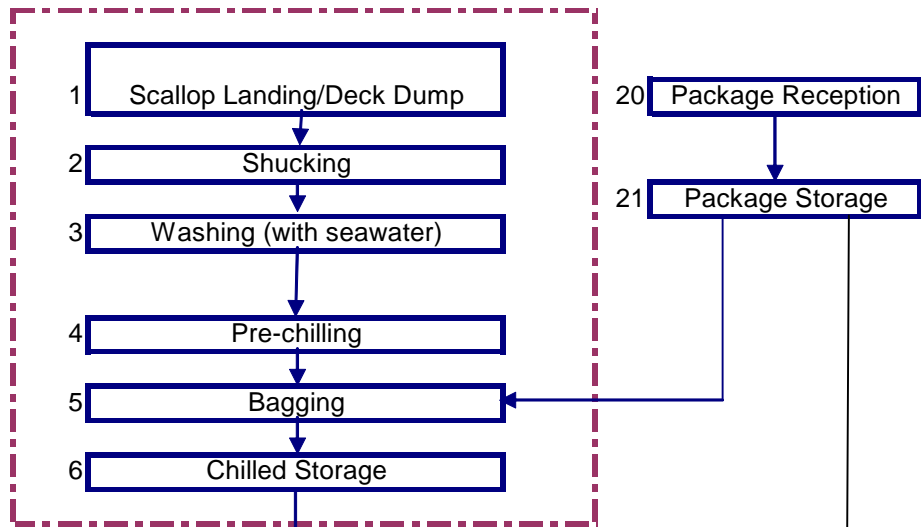 1 Scallop Landing/Deck Dump
2 Shucking
3 Washing (with seawater)
4 Pre-chilling
5 Bagging
6 Chilled Storage
20 Package Reception
21 Package Storage